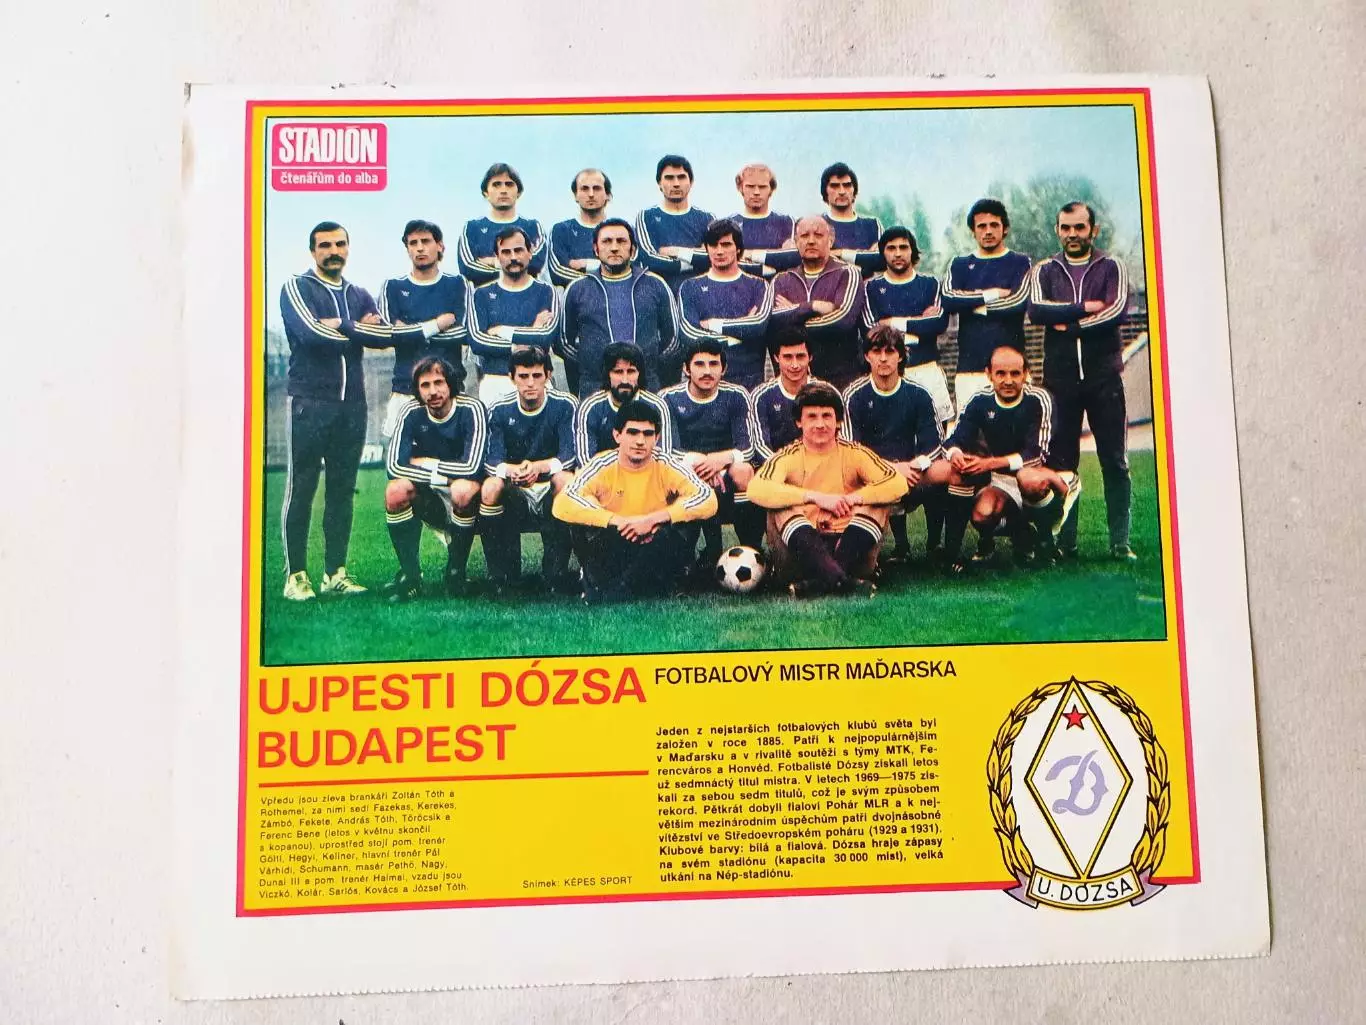 STADIÓN
čtenářům do alba
UJPESTI DÓZSA
BUDAPEST
FOTBALOVÝ MISTR MAĎARSKA
Vpředu jsou zleva brankáři Zoltán Tóth a
Rothemel, za nimi sedí Fazekas, Kerekes,
Zámbó, Fekete, András Tóth, Törőcsik a
Ferenc Bene (letos v květnu skončil
s kopanou), uprostřed stojí pom. trenér
Göltl, Hegyi, Kellner, hlavní trenér Pál
Várhidi, Schumann, masér Pethő, Nagy,
Dunai III a pom. trenér Halmai, vzadu jsou
Viczkó, Kolár, Sarlós, Kovács a József Tóth.
Snímek: KÉPES SPORT
Jeden z nejstarších fotbalových klubů světa byl
založen v roce 1885. Patří k nejpopulárnějším
v Maďarsku a v rivalitě soutěží s týmy MTK, Fe-
rencváros a Honvéd. Fotbalisté Dózsy získali letos
už sedmnáctý titul mistra. V letech 1969—1975 zís-
kali za sebou sedm titulů, což je svým způsobem
rekord. Pětkrát dobyli fialoví Pohár MLR a k nej-
větším mezinárodním úspěchům patří dvojnásobné
vítězství ve Středoevropském poháru (1929 a 1931).
Klubové barvy: bílá a fialová. Dózsa hraje zápasy
na svém stadiónu (kapacita 30 000 míst), velká
utkání na Nép-stadiónu.
D
U. DÓZSA